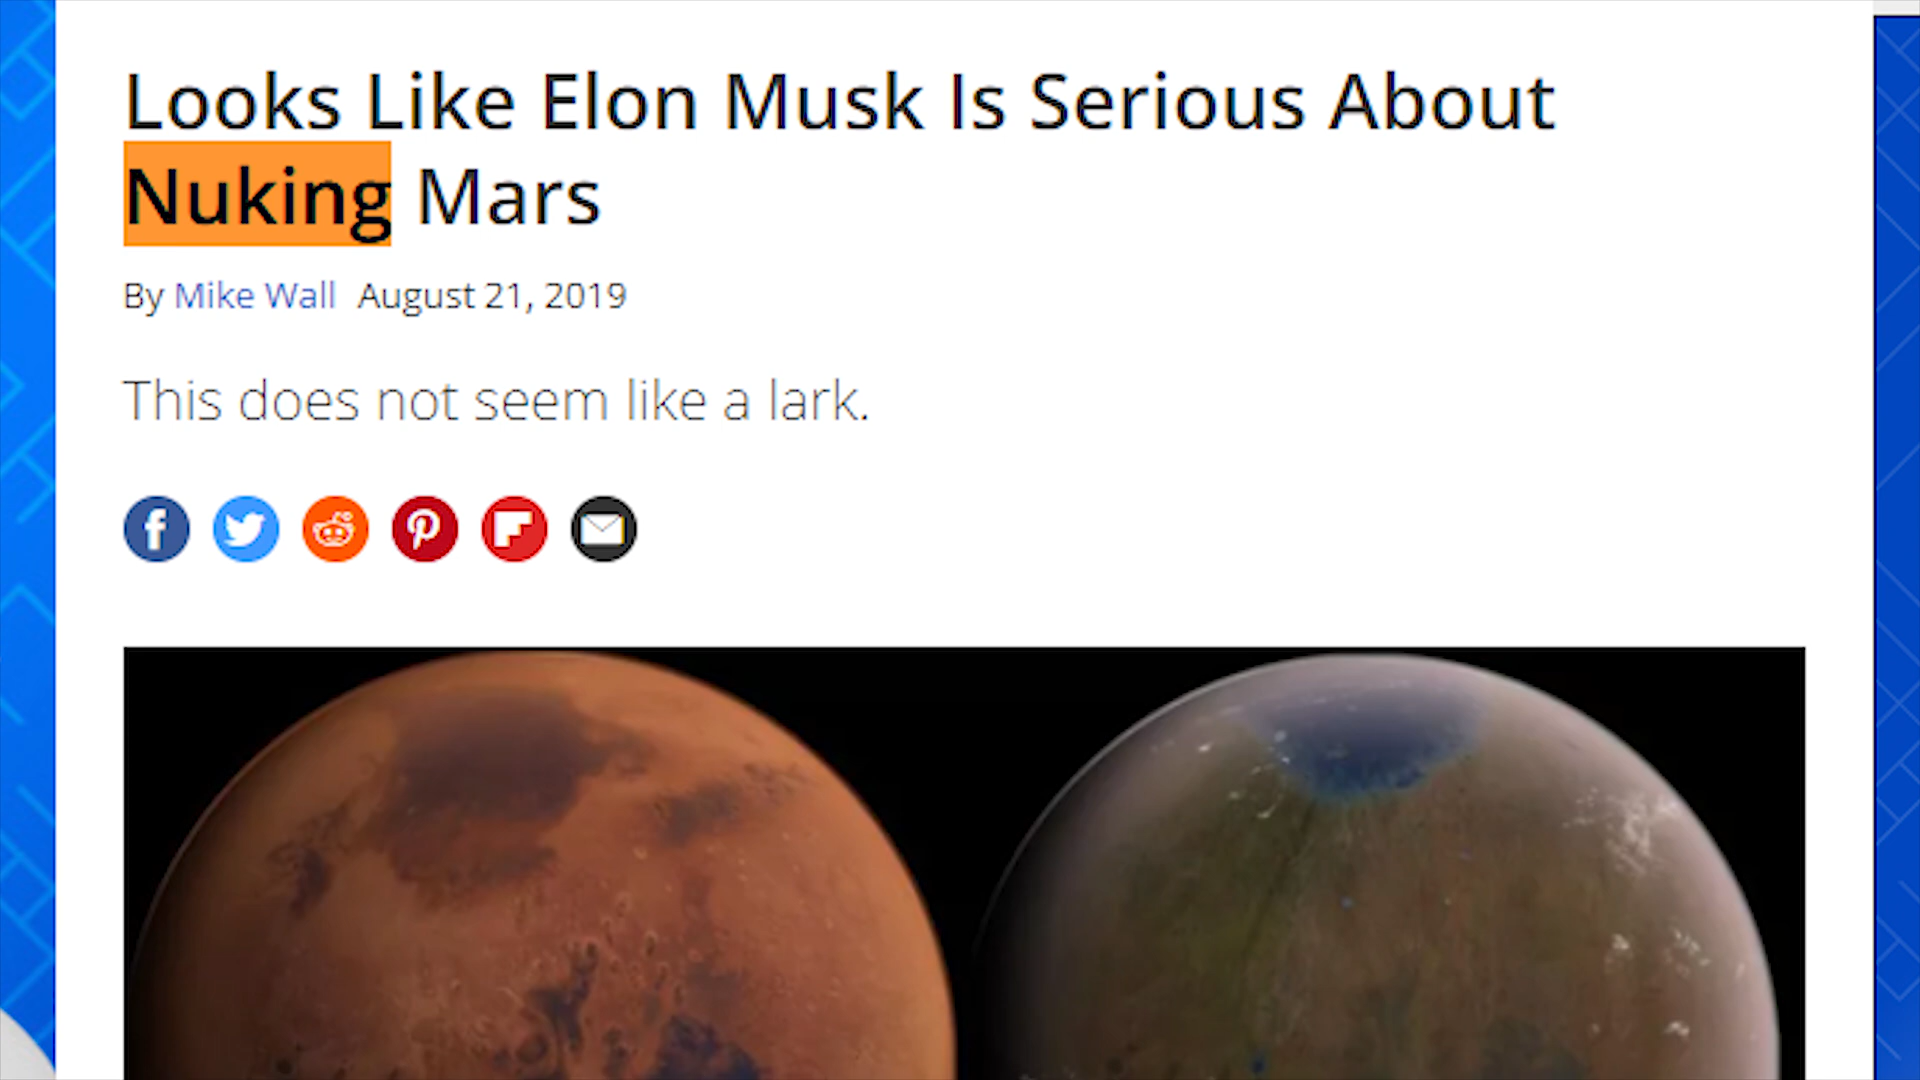 Looks Like Elon Musk Is Serious About
Nuking Mars
By Mike Wall August 21, 2019
This does not seem like a lark.